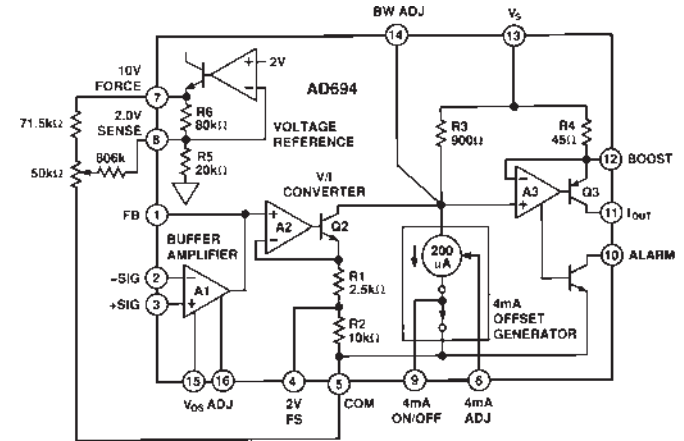 BW ADJ
VS
14
13
10V
FORCE
2V
AD694
7
R6
80kΩ
2.0V
SENSE
71.5kΩ
8
VOLTAGE
REFERENCE
R3
900Ω
R4
45Ω
806k
R5
20kΩ
50kΩ
12
BOOST
V/I
CONVERTER
A3
Q3
FB
1
A2
Q2
11
IOUT
BUFFER
AMPLIFIER
200
μA
10
ALARM
-SIG
2
A1
R1
2.5kΩ
+SIG
3
4mA
OFFSET
GENERATOR
R2
10kΩ
15
16
4
5
9
6
VOS ADJ
2V
FS
COM
4mA
ON/OFF
4mA
ADJ